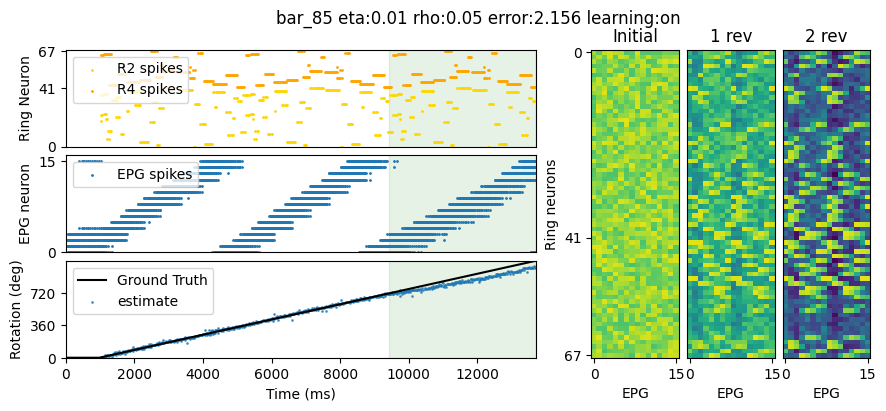 bar_85 eta:0.01 rho:0.05 error:2.156 learning:on
67
41
0
Ring Neuron
R2 spikes
R4 spikes
15
0
EPG neuron
EPG spikes
720
360
0
Rotation (deg)
Ground Truth
estimate
0 2000 4000 6000 8000 10000 12000
Time (ms)
Initial 1 rev 2 rev
Ring neurons
0
41
67
0 15 0 15 0 15
EPG EPG EPG